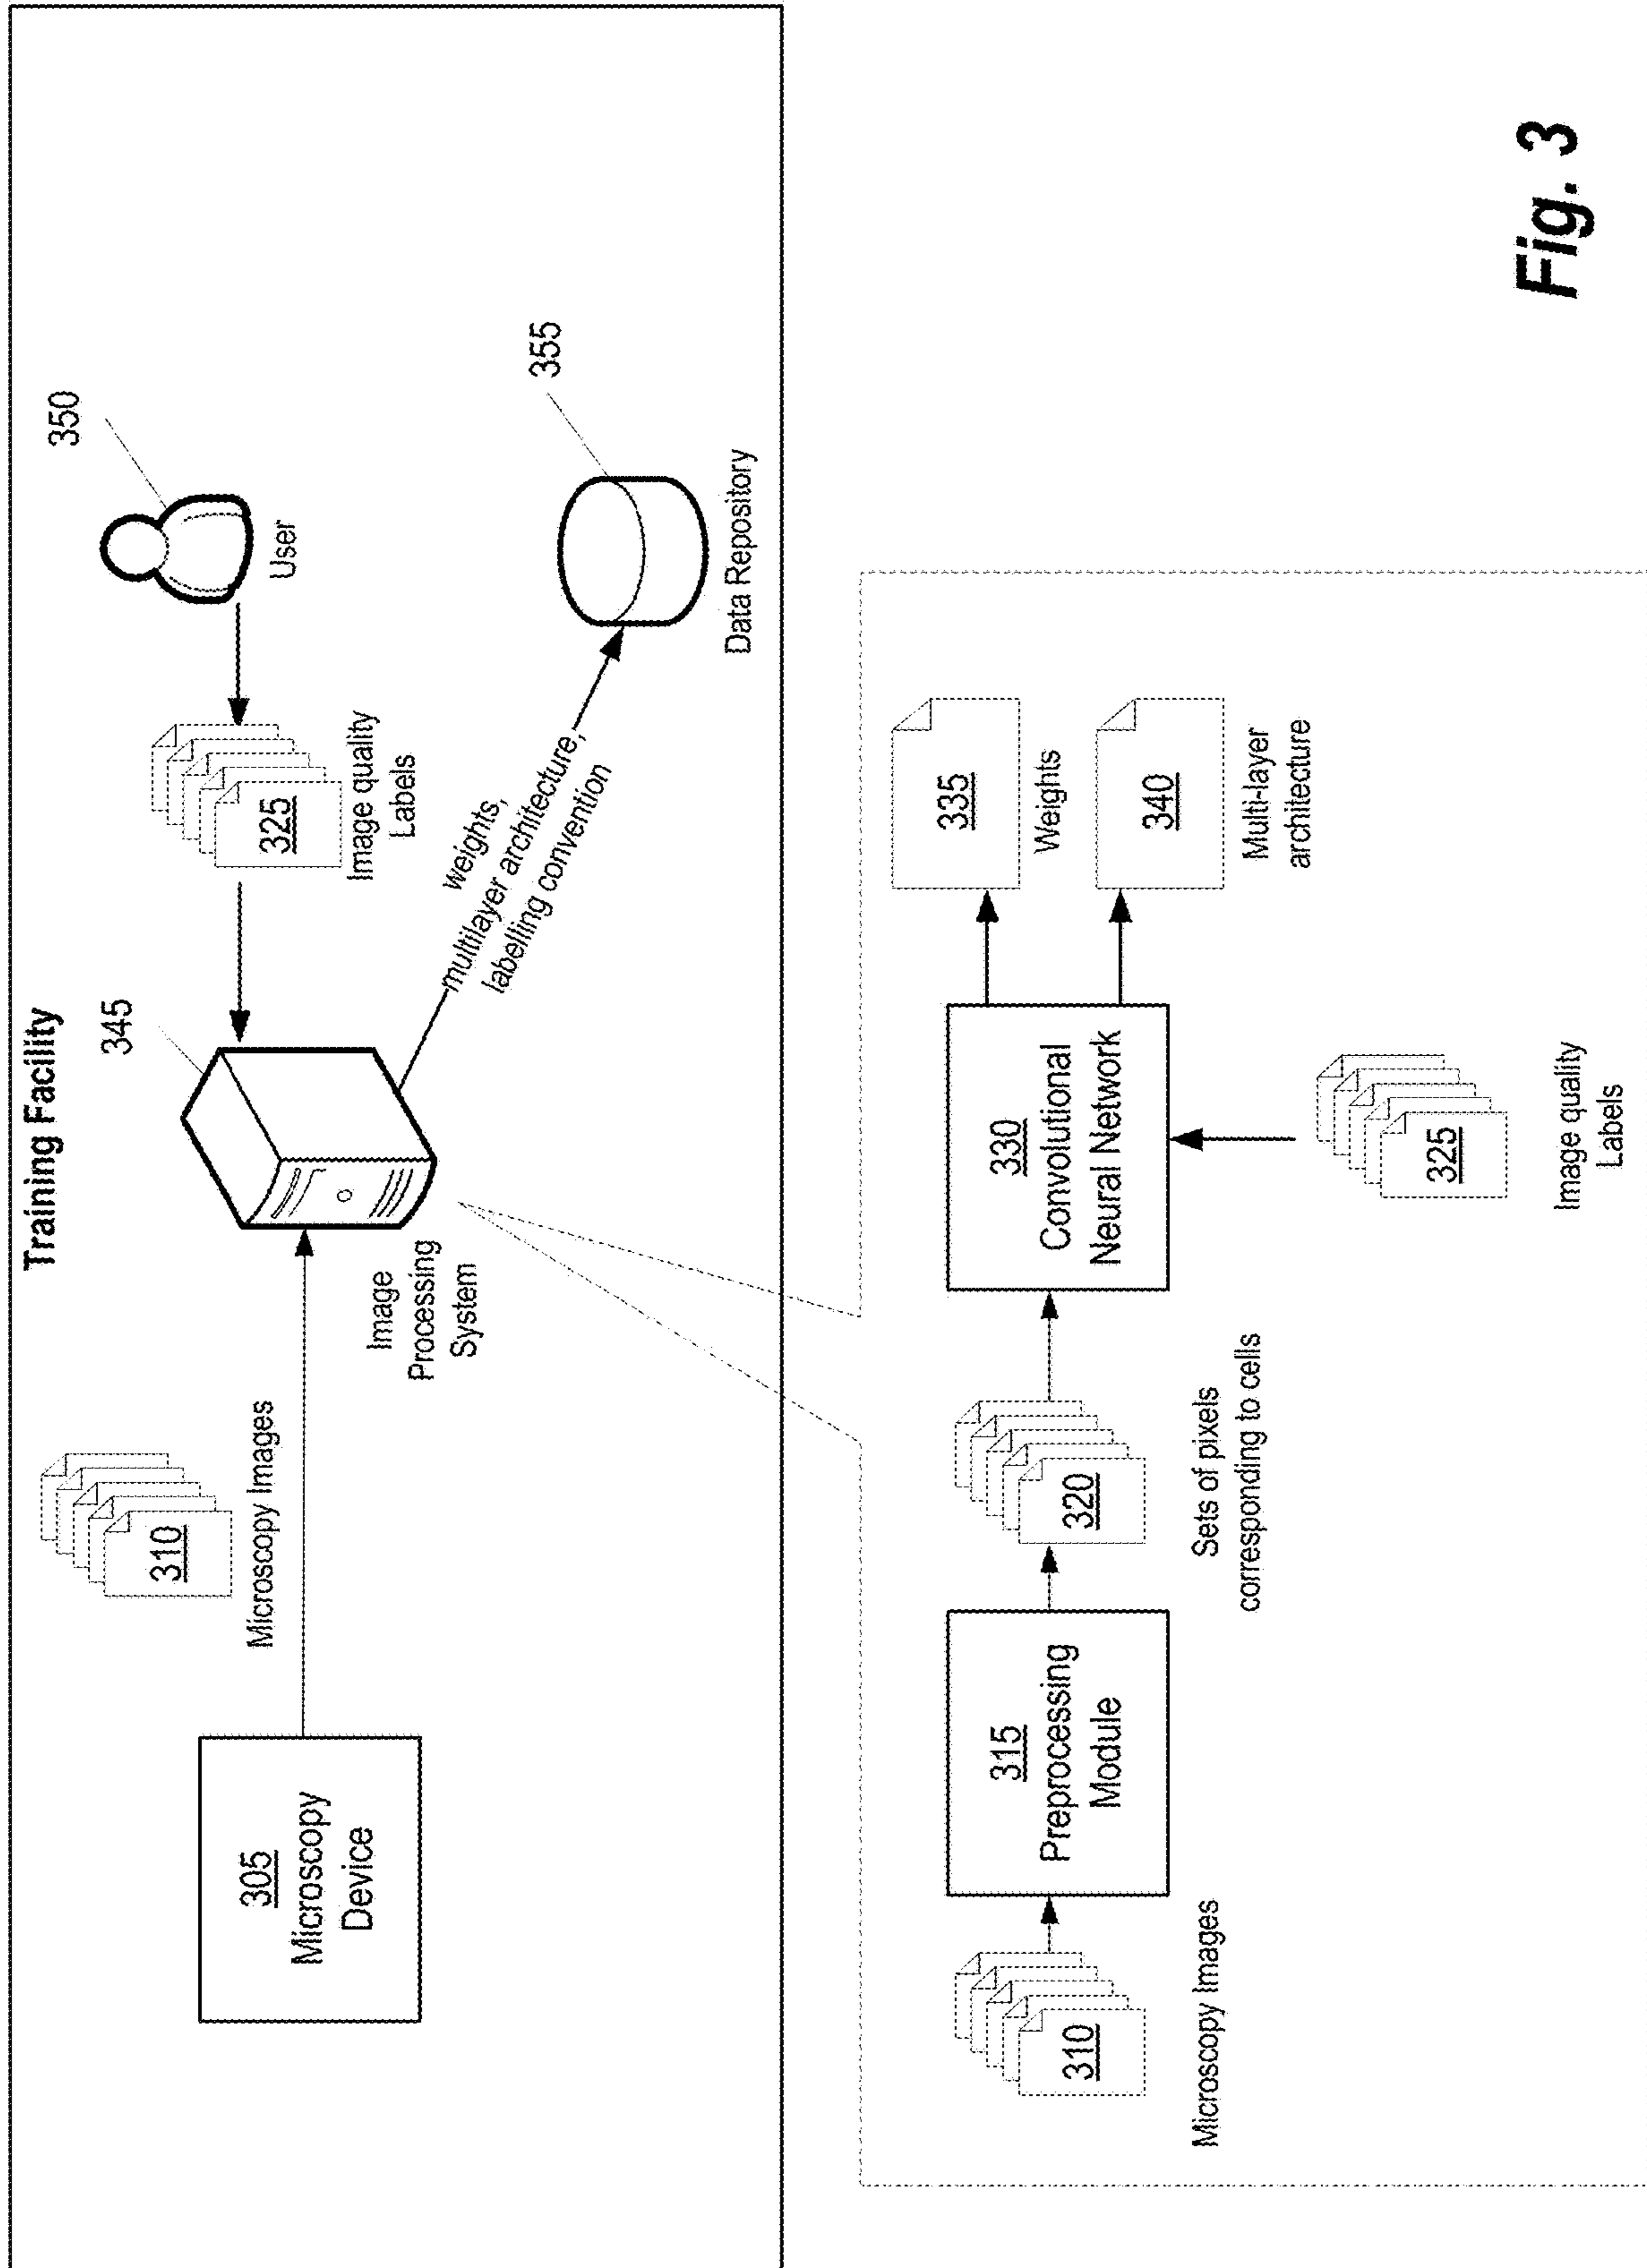 Training Facility
350
345
310
Microscopy Images
325
Image quality
Labels
User
305
Microscopy
Device
Image
Processing
System
weights,
multilayer architecture,
labelling convention
355
Data Repository
310
Microscopy Images
315
Preprocessing
Module
320
Sets of pixels
corresponding to cells
330
Convolutional
Neural Network
335
Weights
340
Multi-layer
architecture
325
Image quality
Labels
Fig. 3